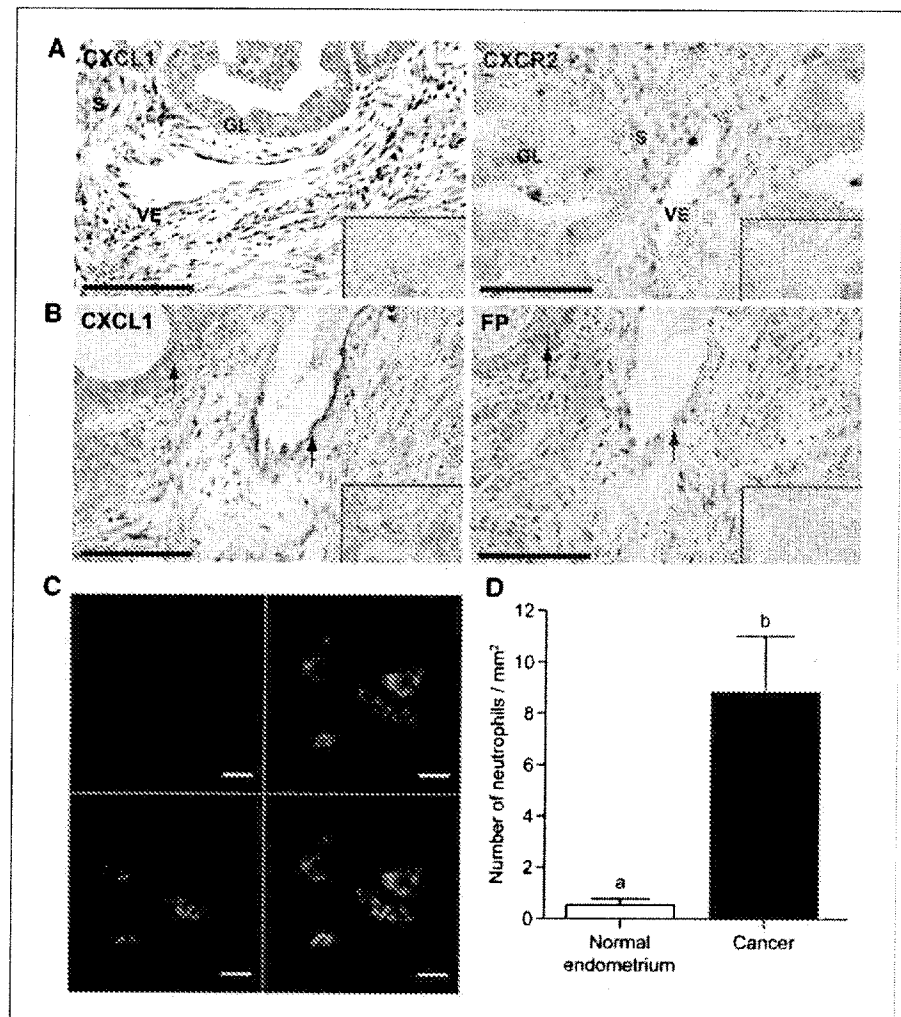 A
CXCL1
S
GL
VE
CXCR2
GL
S
VE
B
CXCL1
FP
C
D
Number of neutrophils / mm²
12
10
8
6
4
2
0
a
b
Normal
endometrium
Cancer